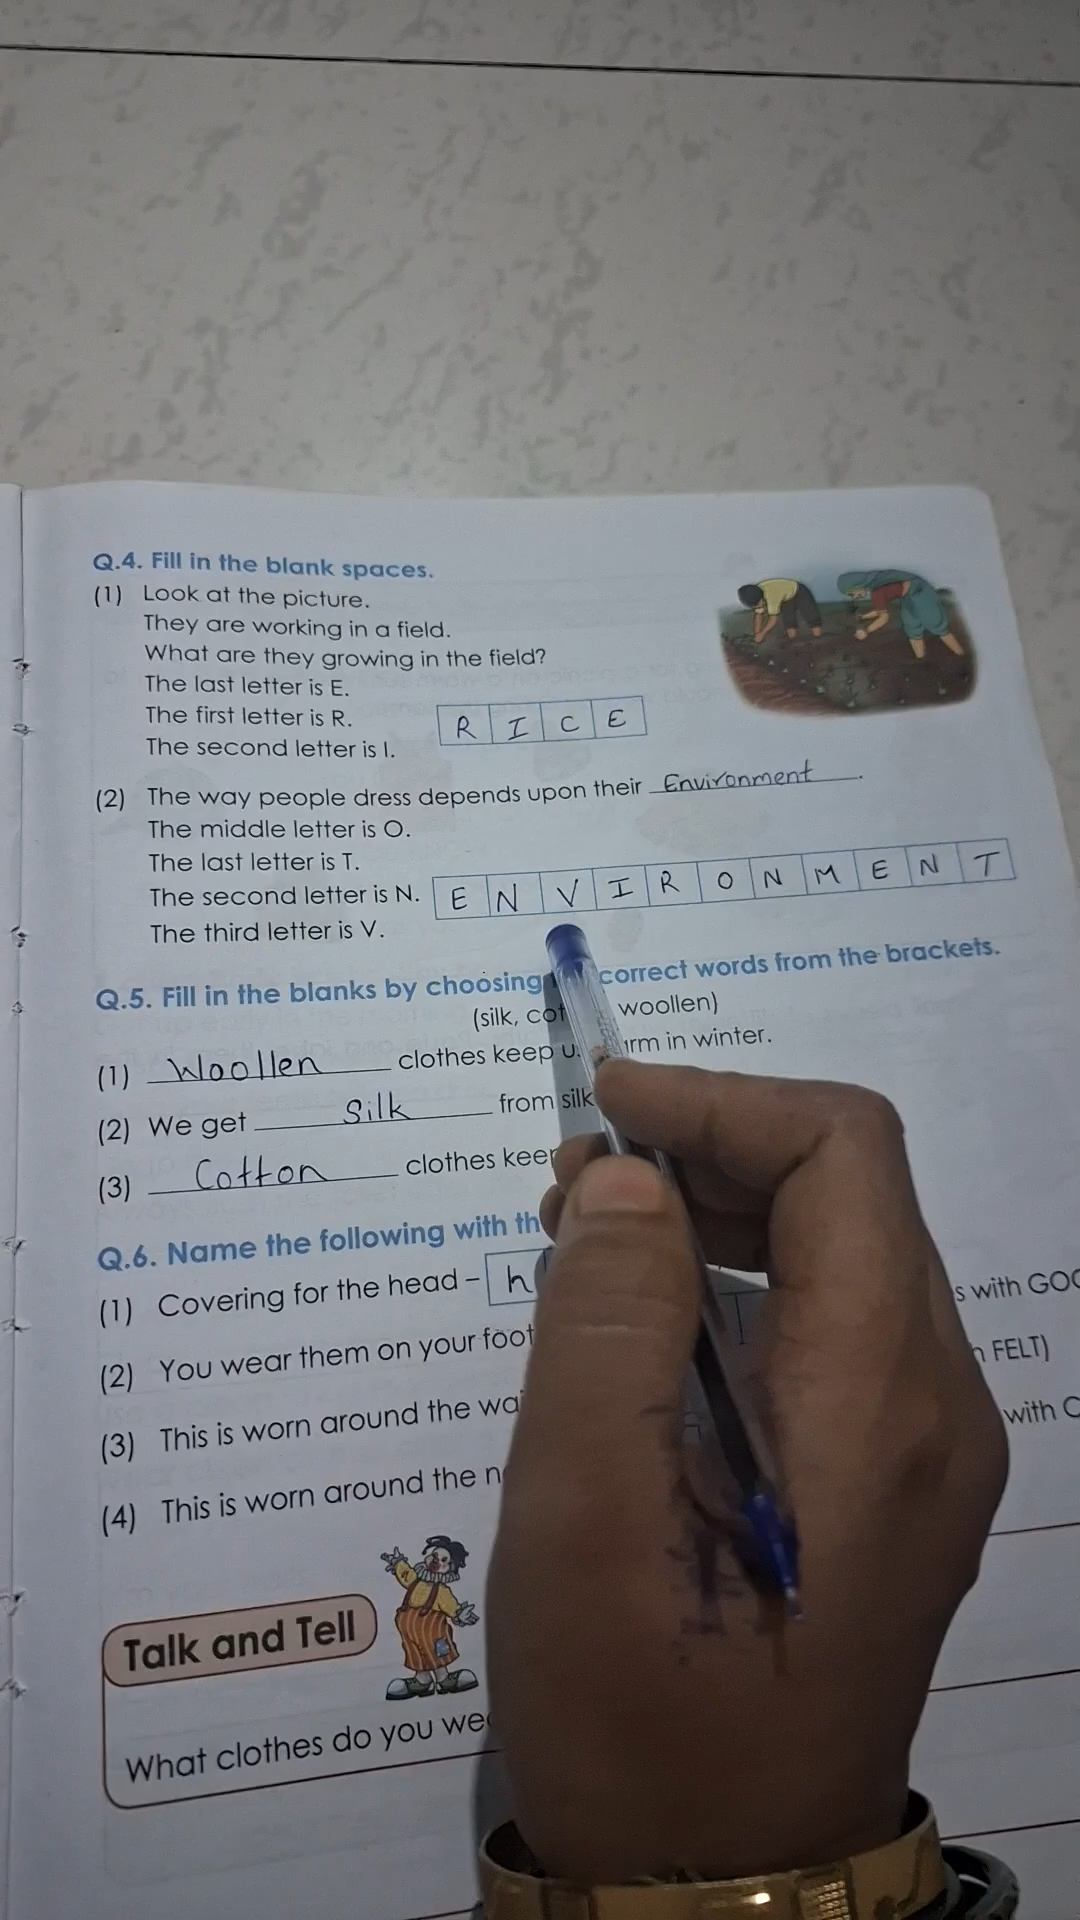 Q.4. Fill in the blank spaces.
(1) Look at the picture.
They are working in a field.
What are they growing in the field?
The last letter is E.
The first letter is R.
R I C E
The second letter is I.
(2) The way people dress depends upon their Environment.
The middle letter is O.
The last letter is T.
The second letter is N.
E N V I R O N M E N T
The third letter is V.
Q.5. Fill in the blanks by choosing correct words from the brackets.
(silk, woollen)
(1) Woollen clothes keep in winter.
(2) We get Silk from silk
(3) Cotton clothes
Q.6. Name the following with
(1) Covering for the head – h with
(2) You wear them on your foot FELT)
(3) This is worn around the with
(4) This is worn around the
Talk and Tell
What clothes do you